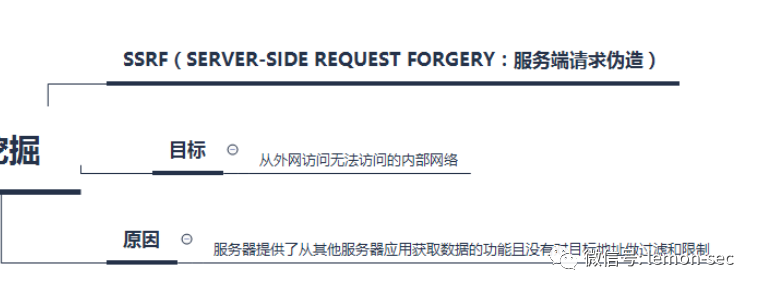 SSRF（SERVER-SIDE REQUEST FORGERY：服务端请求伪造）
挖掘
目标
从外网访问无法访问的内部网络
原因
服务器提供了从其他服务器应用获取数据的功能且没有对目标地址做过滤和限制
微信号: lemon-sec